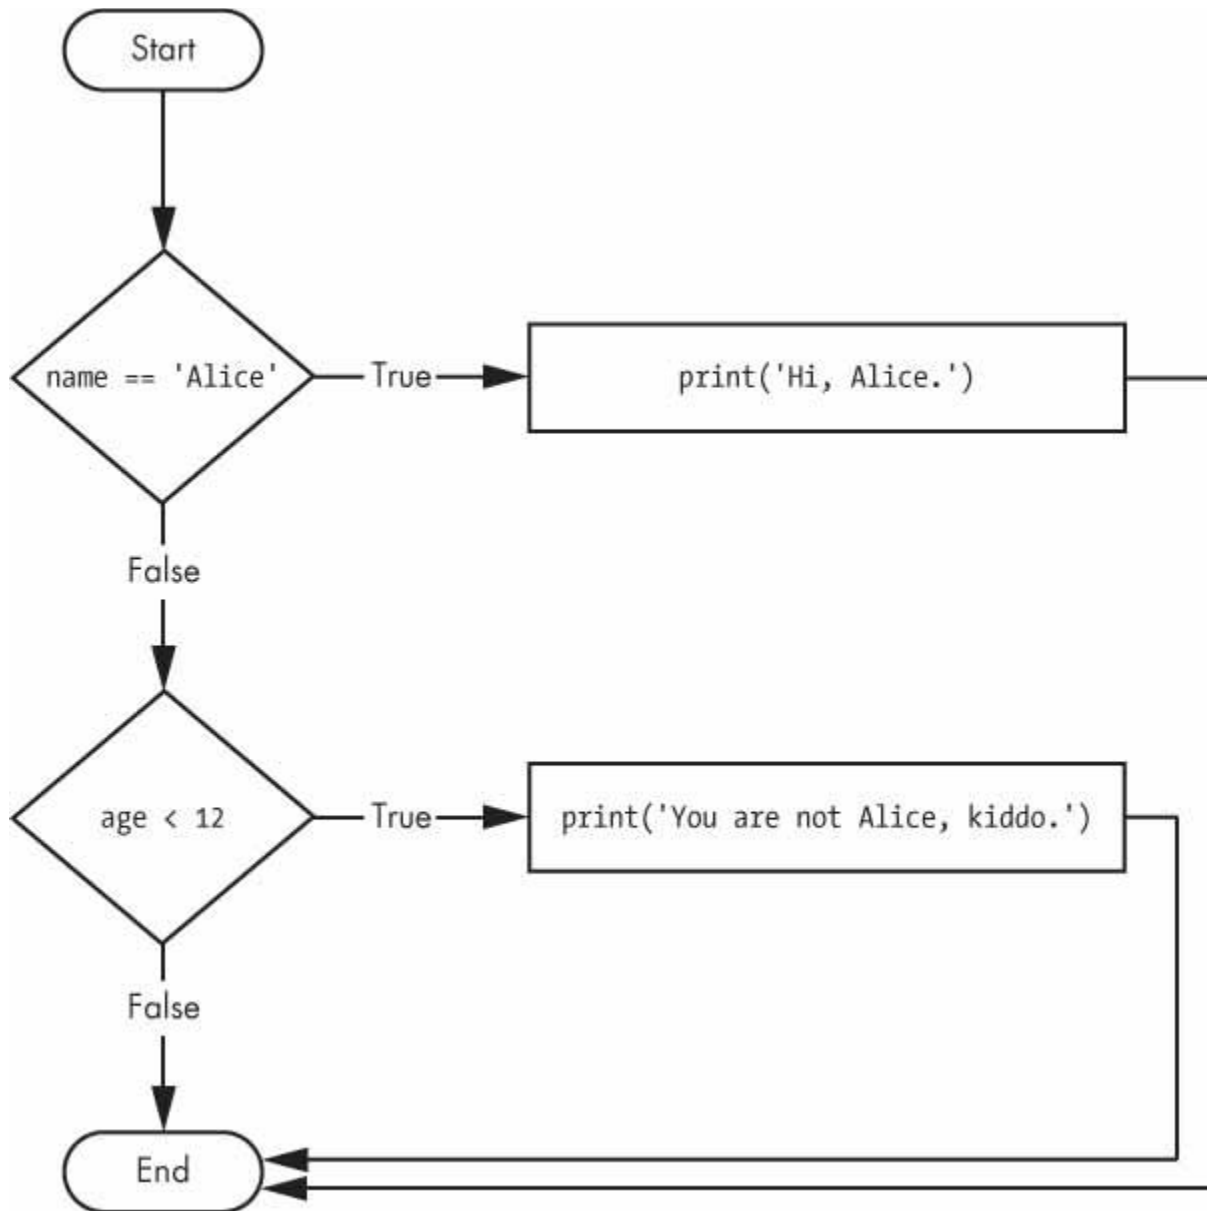 Start
name == 'Alice'
True
print('Hi, Alice.')
False
age < 12
True
print('You are not Alice, kiddo.')
False
End